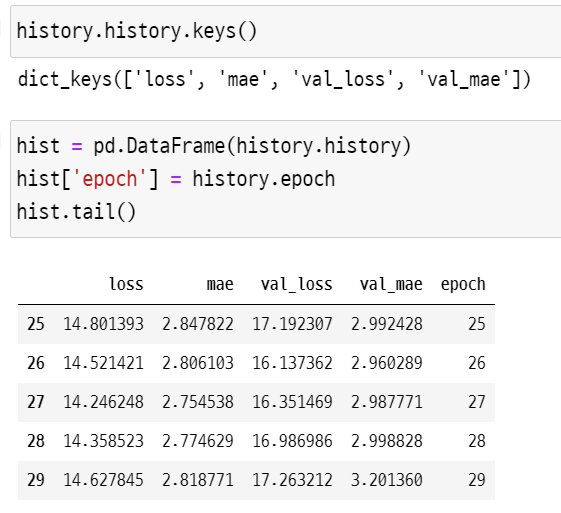 history.history.keys()
dict_keys(['loss', 'mae', 'val_loss', 'val_mae'])
hist = pd.DataFrame(history.history)
hist['epoch'] = history.epoch
hist.tail()
loss mae val_loss val_mae epoch
25 14.801393 2.847822 17.192307 2.992428 25
26 14.521421 2.806103 16.137362 2.960289 26
27 14.246248 2.754538 16.351469 2.987771 27
28 14.358523 2.774629 16.986986 2.998828 28
29 14.627845 2.818771 17.263212 3.201360 29